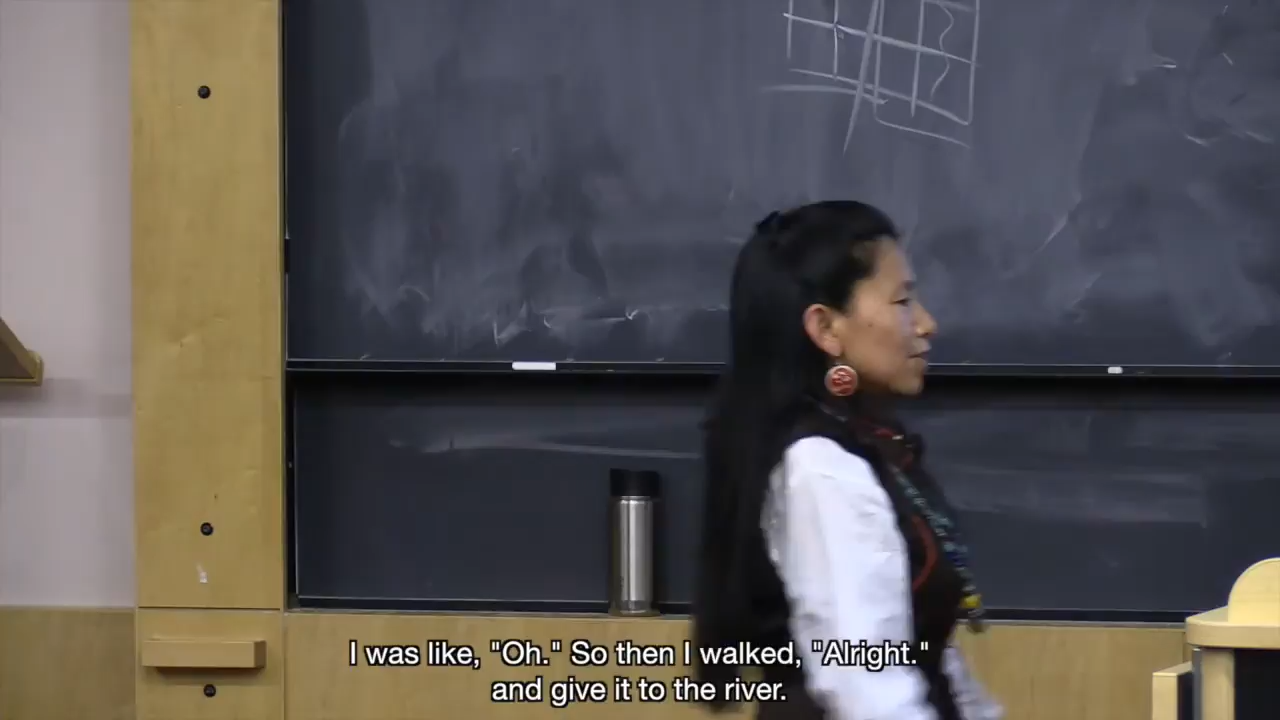 I was like, "Oh." So then I walked, "Alright."
and give it to the river.